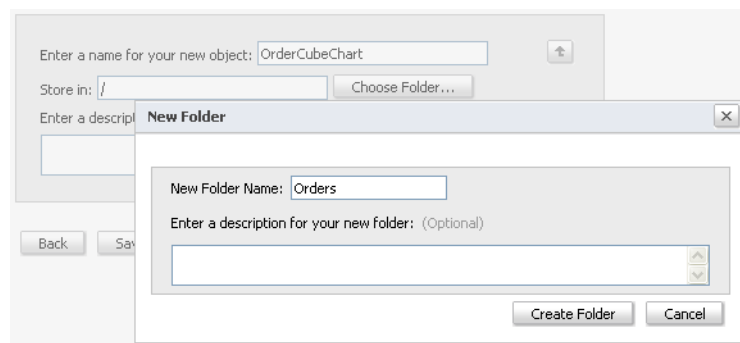 Enter a name for your new object: OrderCubeChart
Store in: / Choose Folder...
Enter a
New Folder
New Folder Name: Orders
Enter a description for your new folder: (Optional)
Back
Create Folder Cancel